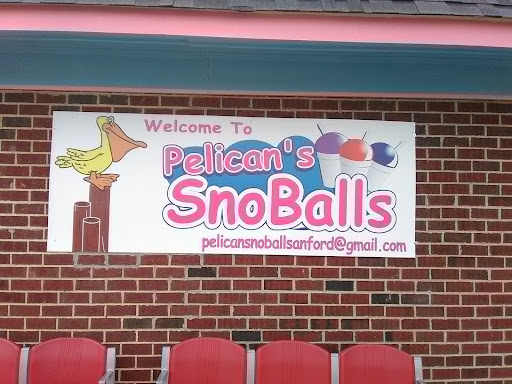 Welcome To
Pelican's
SnoBalls
pelicansnoballsanford@gmail.com